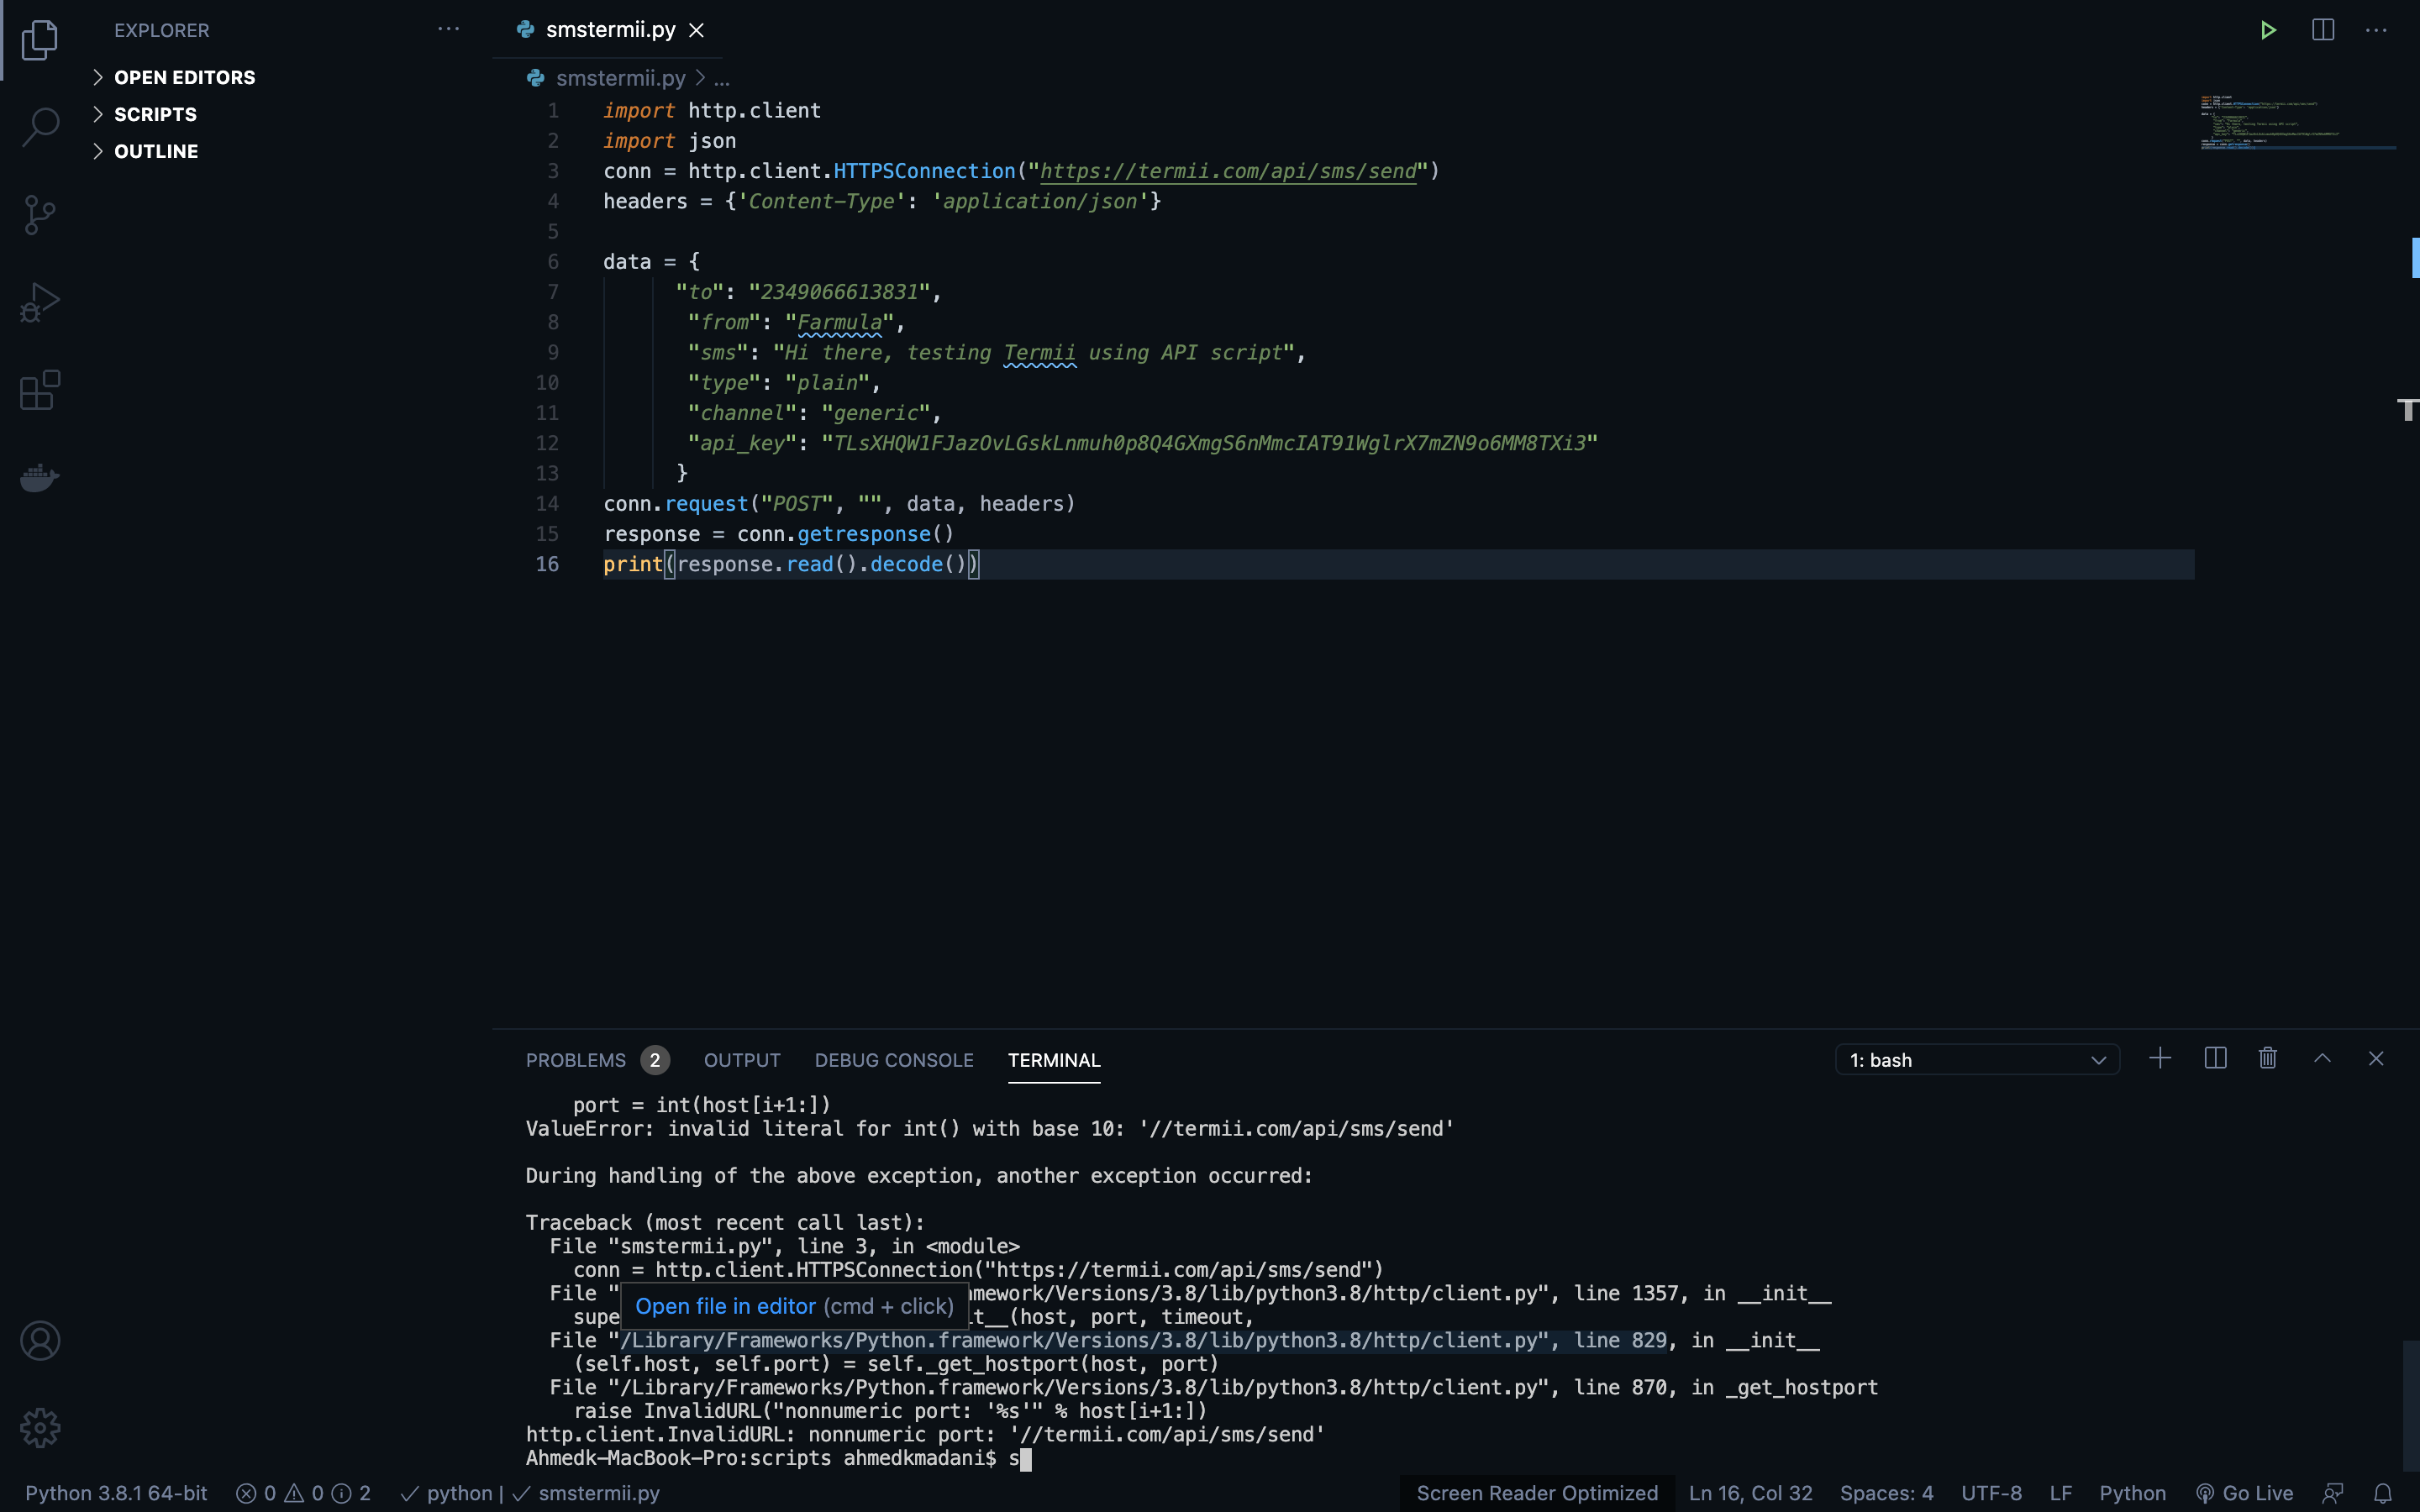 EXPLORER
OPEN EDITORS
SCRIPTS
OUTLINE
smstermii.py
smstermii.py > ...
1 import http.client
2 import json
3 conn = http.client.HTTPSConnection("https://termii.com/api/sms/send")
4 headers = {'Content-Type': 'application/json'}
5
6 data = {
7 "to": "2349066613831",
8 "from": "Farmula",
9 "sms": "Hi there, testing Termii using API script",
10 "type": "plain",
11 "channel": "generic",
12 "api_key": "TLsXHQW1FJazOvLGskLnmuh0p8Q4GXmgS6nMmcIAT91WglrX7mZN9o6MM8TXi3"
13 }
14 conn.request("POST", "", data, headers)
15 response = conn.getresponse()
16 print(response.read().decode())
T
PROBLEMS 2 OUTPUT DEBUG CONSOLE TERMINAL 1: bash
port = int(host[i+1:])
ValueError: invalid literal for int() with base 10: '//termii.com/api/sms/send'
During handling of the above exception, another exception occurred:
Traceback (most recent call last):
File "smstermii.py", line 3, in <module>
conn = http.client.HTTPSConnection("https://termii.com/api/sms/send")
File " mework/Versions/3.8/lib/python3.8/http/client.py", line 1357, in __init__
Open file in editor (cmd + click)
supe t__(host, port, timeout,
File "/Library/Frameworks/Python.framework/Versions/3.8/lib/python3.8/http/client.py", line 829, in __init__
(self.host, self.port) = self._get_hostport(host, port)
File "/Library/Frameworks/Python.framework/Versions/3.8/lib/python3.8/http/client.py", line 870, in _get_hostport
raise InvalidURL("nonnumeric port: '%s'" % host[i+1:])
http.client.InvalidURL: nonnumeric port: '//termii.com/api/sms/send'
Ahmedk-MacBook-Pro:scripts ahmedkmadani$ s
Python 3.8.1 64-bit 0 0 2 python | smstermii.py Screen Reader Optimized Ln 16, Col 32 Spaces: 4 UTF-8 LF Python Go Live